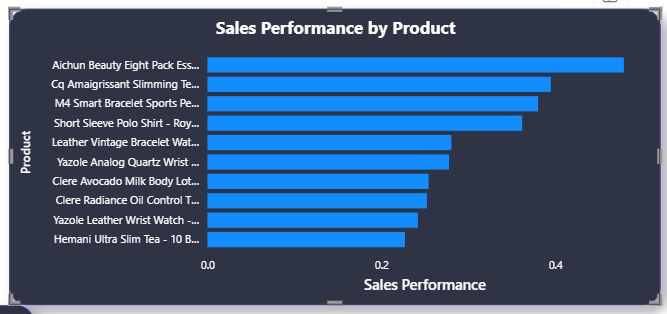 Sales Performance by Product
Product
Aichun Beauty Eight Pack Ess...
Cq Amaigrissant Slimming Te...
M4 Smart Bracelet Sports Pe...
Short Sleeve Polo Shirt - Roy...
Leather Vintage Bracelet Wat...
Yazole Analog Quartz Wrist ...
Clere Avocado Milk Body Lot...
Clere Radiance Oil Control T...
Yazole Leather Wrist Watch -...
Hemani Ultra Slim Tea - 10 B...
0.0 0.2 0.4
Sales Performance